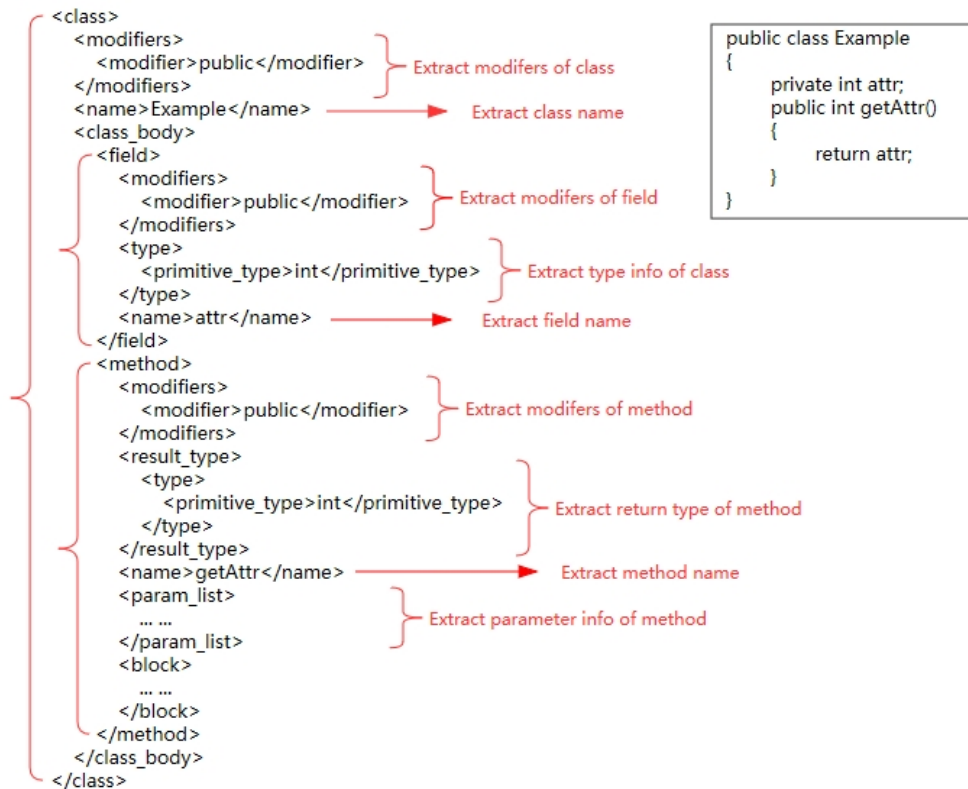 <class>
<modifiers>
<modifier>public</modifier>
</modifiers>
Extract modifers of class
<name>Example</name>
Extract class name
<class_body>
<field>
<modifiers>
<modifier>public</modifier>
</modifiers>
Extract modifers of field
<type>
<primitive_type>int</primitive_type>
</type>
Extract type info of class
<name>attr</name>
Extract field name
</field>
<method>
<modifiers>
<modifier>public</modifier>
</modifiers>
Extract modifers of method
<result_type>
<type>
<primitive_type>int</primitive_type>
</type>
</result_type>
Extract return type of method
<name>getAttr</name>
Extract method name
<param_list>
... ...
</param_list>
Extract parameter info of method
<block>
... ...
</block>
</method>
</class_body>
</class>
public class Example
{
private int attr;
public int getAttr()
{
return attr;
}
}